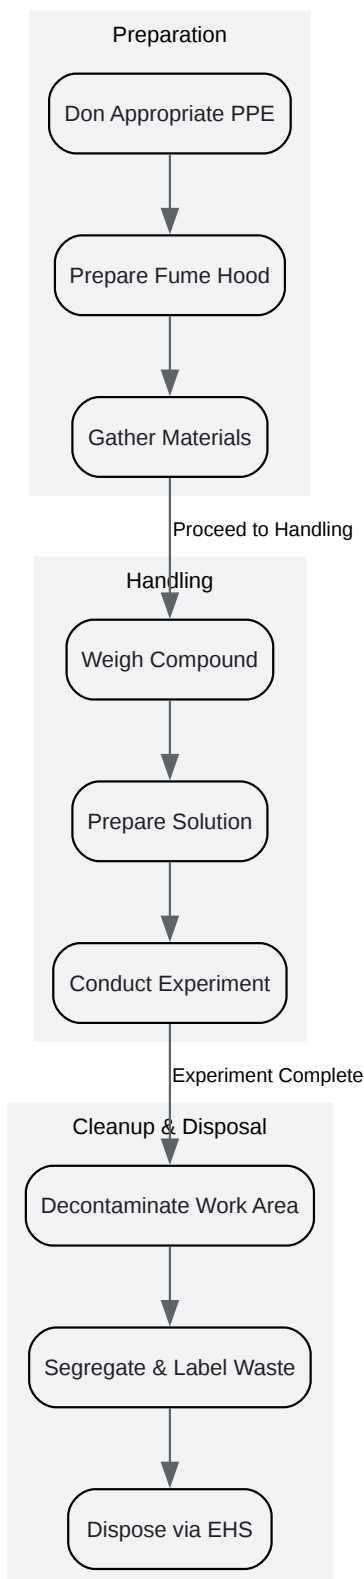 Preparation
Don Appropriate PPE
Prepare Fume Hood
Gather Materials
Proceed to Handling
Handling
Weigh Compound
Prepare Solution
Conduct Experiment
Experiment Complete
Cleanup & Disposal
Decontaminate Work Area
Segregate & Label Waste
Dispose via EHS